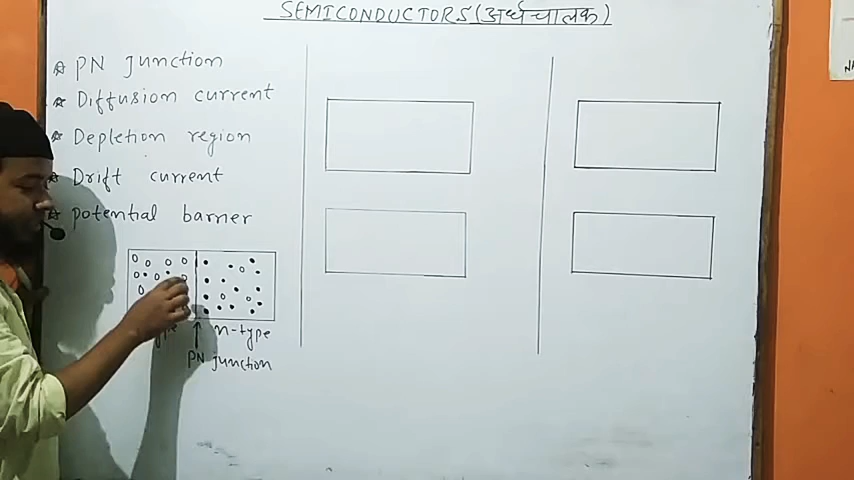 SEMICONDUCTORS (अर्धचालक)
PN junction
Diffusion current
Depletion region
Drift current
potential barrier
n-type
PN junction